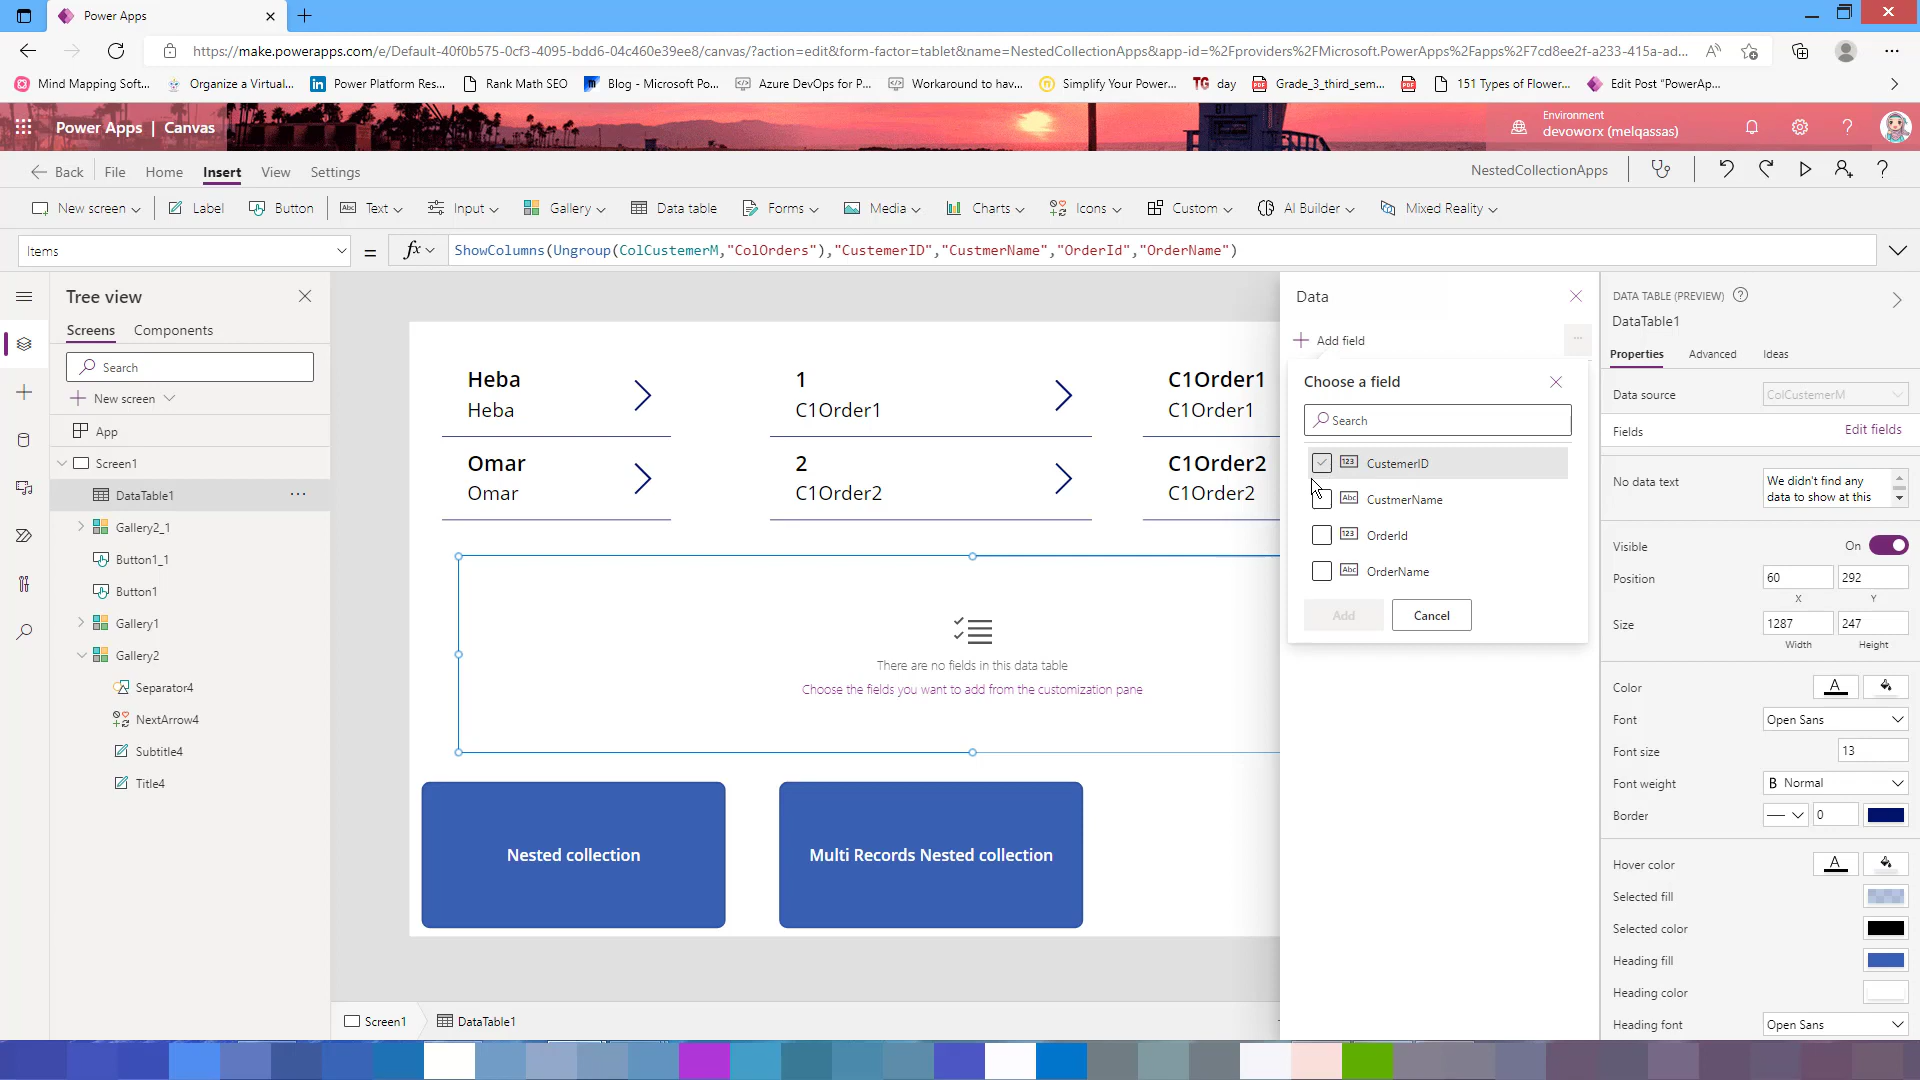 Power Apps
https://make.powerapps.com/e/Default-40f0b575-0cf3-4095-bdd6-04c460e39ee8/canvas/?action=edit&form-factor=tablet&name=NestedCollectionApps&app-id=%2Fproviders%2FMicrosoft.PowerApps%2Fapps%2F7cd8ee2f-a233-415a-ad...
Mind Mapping Soft... Organize a Virtual... Power Platform Res... Rank Math SEO Blog - Microsoft Po... Azure DevOps for P... Workaround to hav... Simplify Your Power... TG day Grade_3_third_sem... 151 Types of Flower... Edit Post "PowerAp...
Power Apps | Canvas
Environment
devoworx (melqassas)
Back File Home Insert View Settings
NestedCollectionApps
New screen Label Button Text Input Gallery Data table Forms Media Charts Icons Custom AI Builder Mixed Reality
Items = fx ShowColumns(Ungroup(ColCustemerM,"ColOrders"),"CustemerID","CustmerName","OrderId","OrderName")
Tree view
Screens Components
Search
New screen
App
Screen1
DataTable1
Gallery2_1
Button1_1
Button1
Gallery1
Gallery2
Separator4
NextArrow4
Subtitle4
Title4
Heba 1 C1Order1
Heba C1Order1 C1Order1
Omar 2 C1Order2
Omar C1Order2 C1Order2
There are no fields in this data table
Choose the fields you want to add from the customization pane
Nested collection
Multi Records Nested collection
Screen1 DataTable1
Data
Add field
Choose a field
Search
123 CustemerID
Abc CustmerName
123 OrderId
Abc OrderName
Add Cancel
DATA TABLE (PREVIEW)
DataTable1
Properties Advanced Ideas
Data source ColCustemerM
Fields Edit fields
No data text We didn't find any
data to show at this
Visible On
Position 60 292
X Y
Size 1287 247
Width Height
Color A
Font Open Sans
Font size 13
Font weight B Normal
Border 0
Hover color A
Selected fill
Selected color
Heading fill
Heading color
Heading font Open Sans